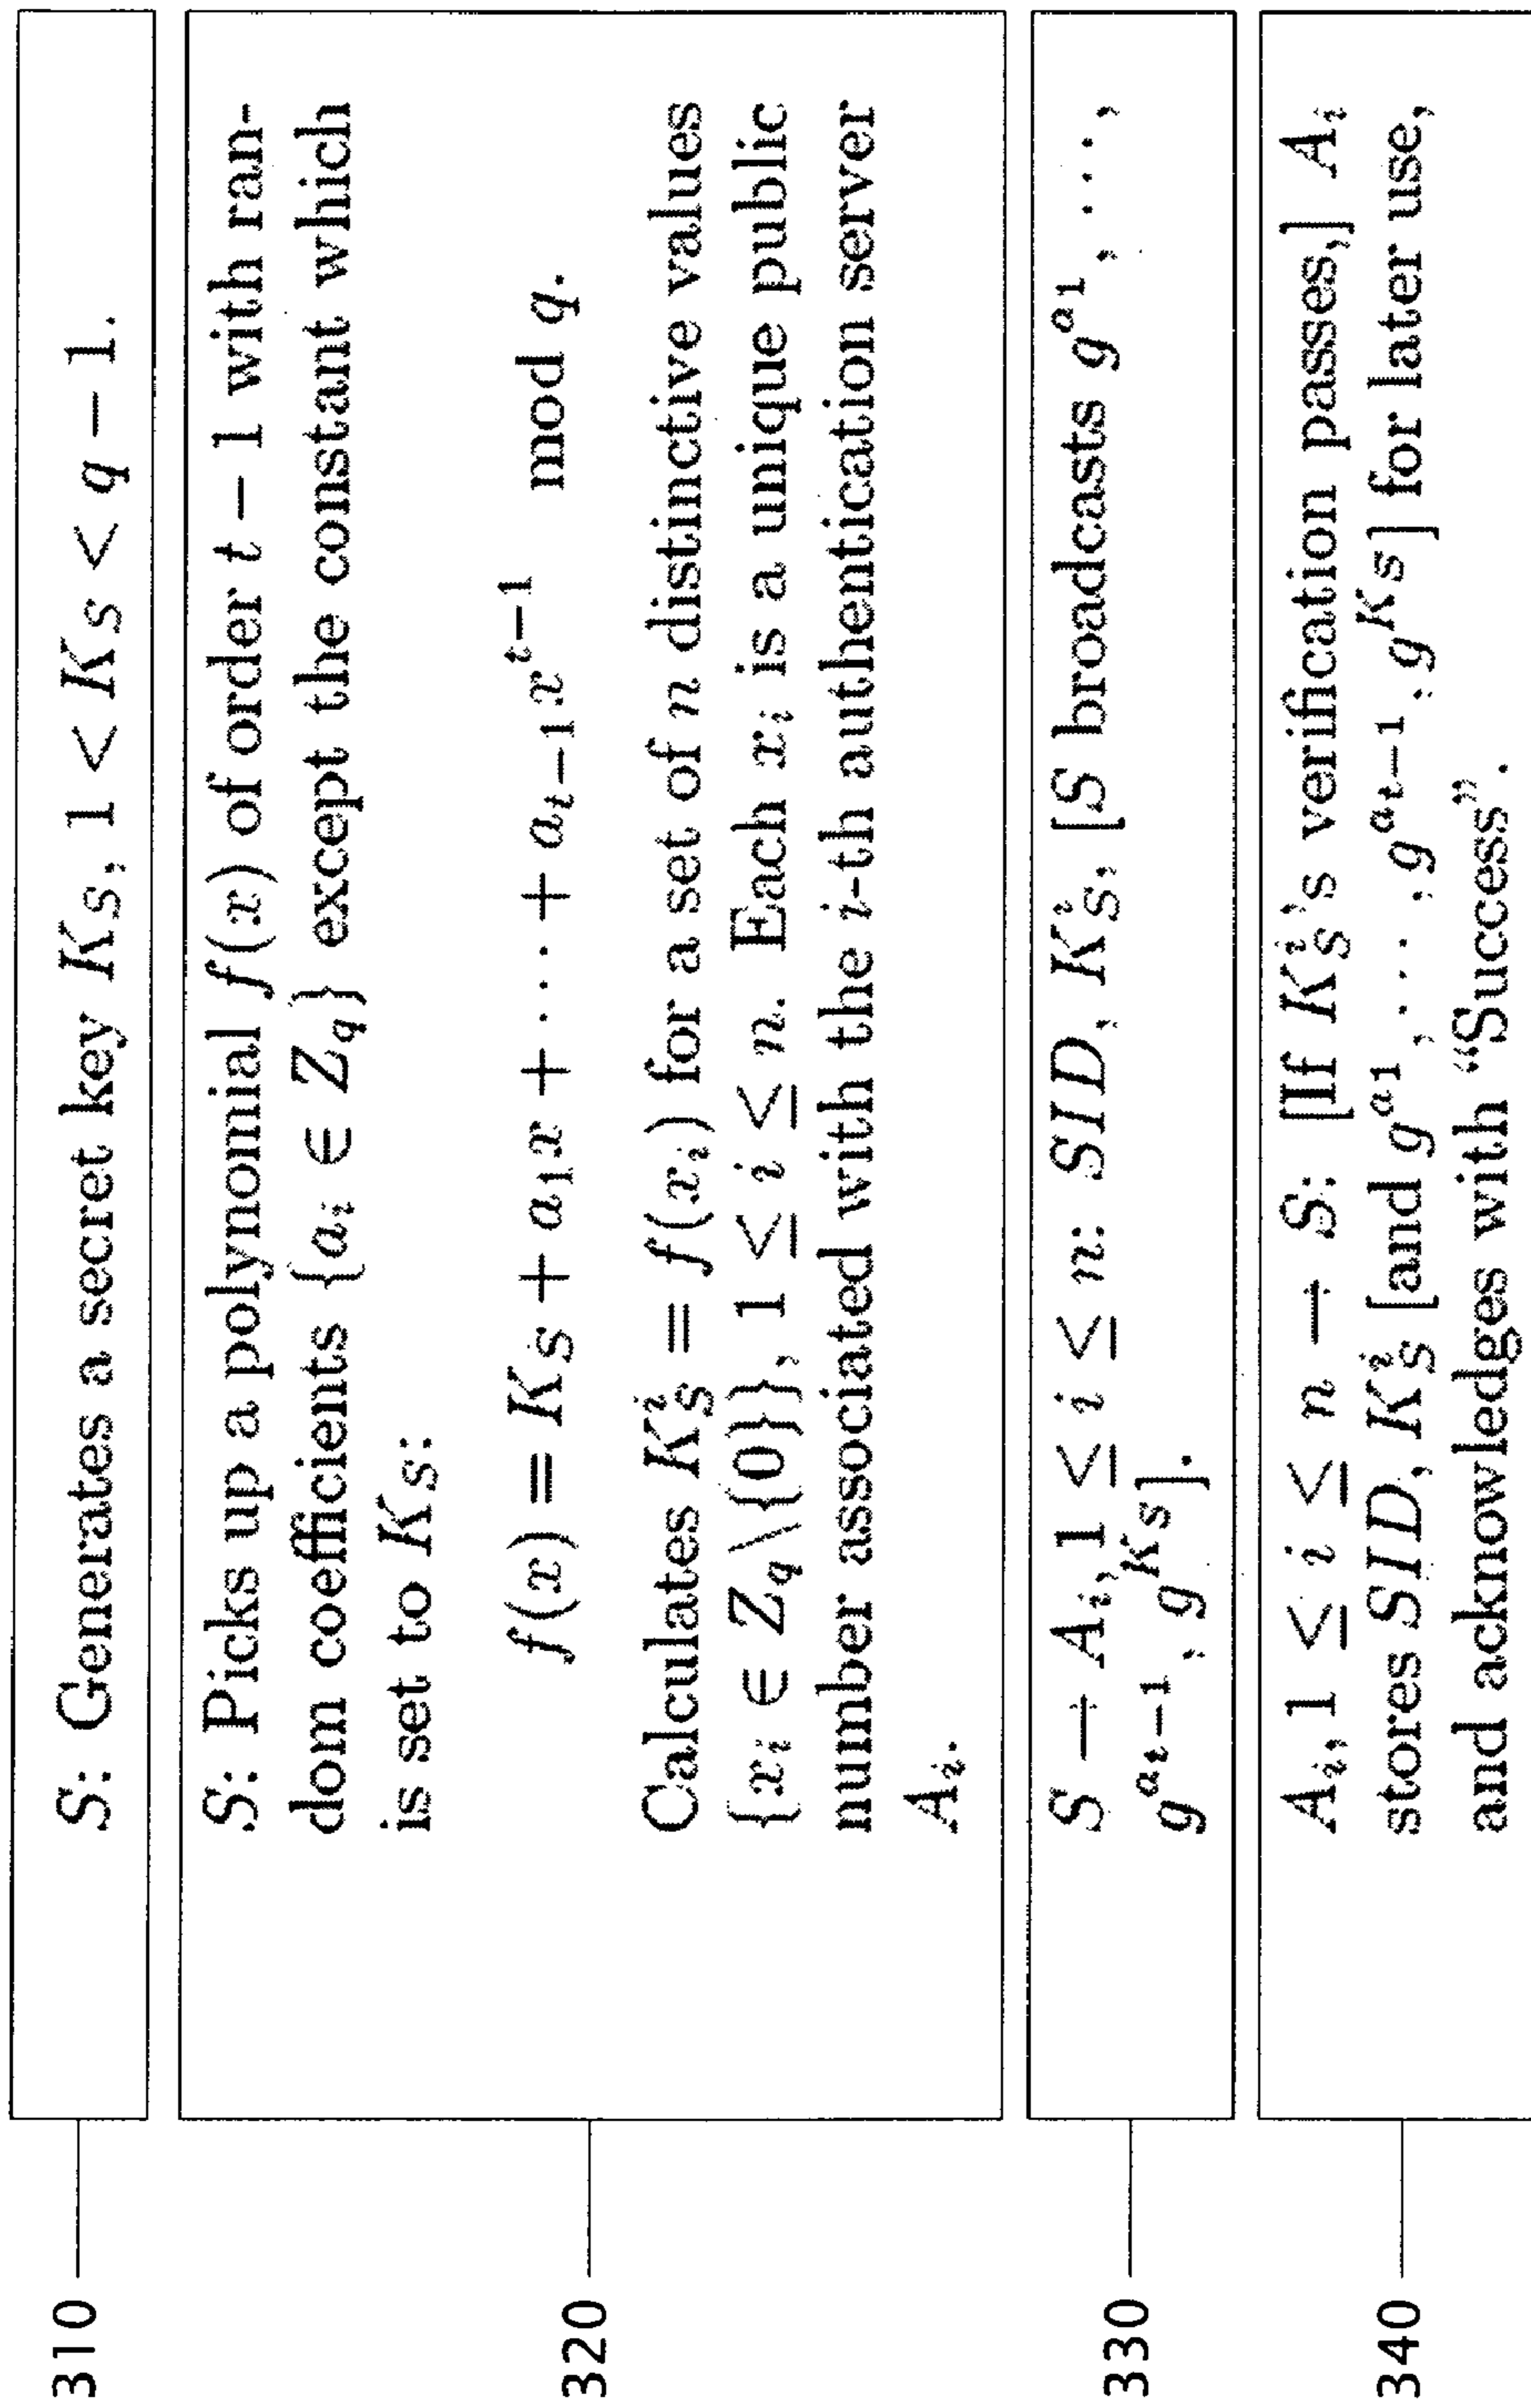 310
S: Generates a secret key K_S, 1 < K_S < q − 1.
320
S: Picks up a polynomial f(x) of order t − 1 with ran-
dom coefficients {a_i ∈ Z_q} except the constant which
is set to K_S:
f(x) = K_S + a_1x + ··· + a_{t−1}x^{t−1} mod q.
Calculates K_S^i = f(x_i) for a set of n distinctive values
{x_i ∈ Z_q\{0}}, 1 ≤ i ≤ n. Each x_i is a unique public
number associated with the i-th authentication server
A_i.
330
S → A_i, 1 ≤ i ≤ n: SID, K_S^i, [S broadcasts g^{a_1}, ...,
g^{a_{t−1}}, g^{K_S}].
340
A_i, 1 ≤ i ≤ n → S: [If K_S^i's verification passes,] A_i
stores SID, K_S^i [and g^{a_1}, ..., g^{a_{t−1}}, g^{K_S}] for later use,
and acknowledges with “Success”.